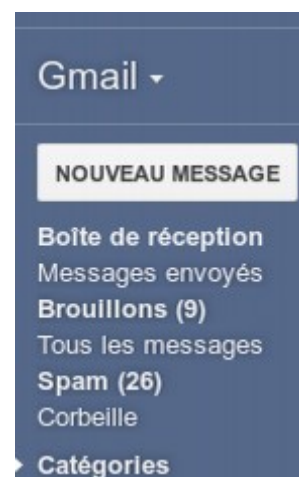 Gmail
NOUVEAU MESSAGE
Boîte de réception
Messages envoyés
Brouillons (9)
Tous les messages
Spam (26)
Corbeille
Catégories